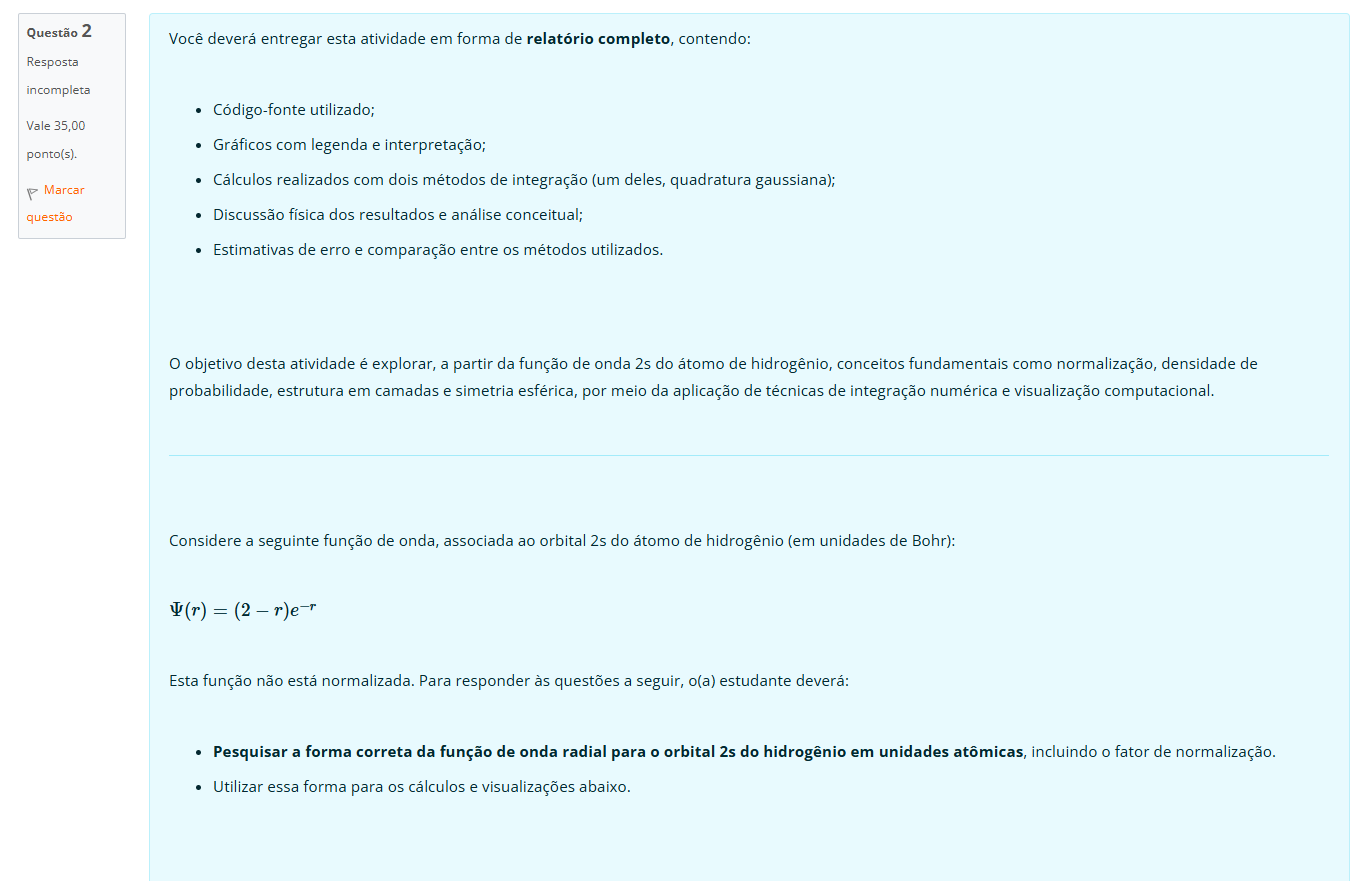 Questão 2
Resposta
incompleta
Vale 35,00
ponto(s).
Marcar
questão
Você deverá entregar esta atividade em forma de relatório completo, contendo:
• Código-fonte utilizado;
• Gráficos com legenda e interpretação;
• Cálculos realizados com dois métodos de integração (um deles, quadratura gaussiana);
• Discussão física dos resultados e análise conceitual;
• Estimativas de erro e comparação entre os métodos utilizados.
O objetivo desta atividade é explorar, a partir da função de onda 2s do átomo de hidrogênio, conceitos fundamentais como normalização, densidade de
probabilidade, estrutura em camadas e simetria esférica, por meio da aplicação de técnicas de integração numérica e visualização computacional.
Considere a seguinte função de onda, associada ao orbital 2s do átomo de hidrogênio (em unidades de Bohr):
Ψ(r) = (2 − r)e⁻ʳ
Esta função não está normalizada. Para responder às questões a seguir, o(a) estudante deverá:
• Pesquisar a forma correta da função de onda radial para o orbital 2s do hidrogênio em unidades atômicas, incluindo o fator de normalização.
• Utilizar essa forma para os cálculos e visualizações abaixo.